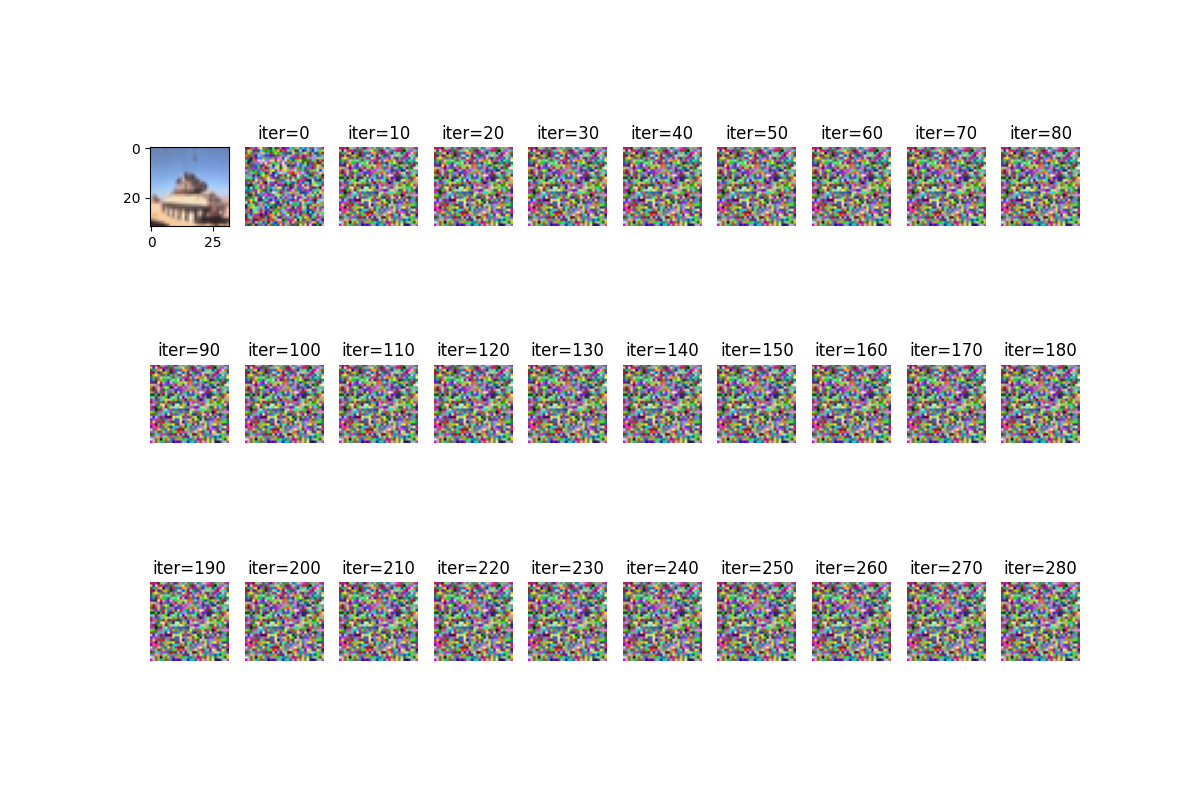 iter=0 iter=10 iter=20 iter=30 iter=40 iter=50 iter=60 iter=70 iter=80
0
20
0 25
iter=90 iter=100 iter=110 iter=120 iter=130 iter=140 iter=150 iter=160 iter=170 iter=180
iter=190 iter=200 iter=210 iter=220 iter=230 iter=240 iter=250 iter=260 iter=270 iter=280